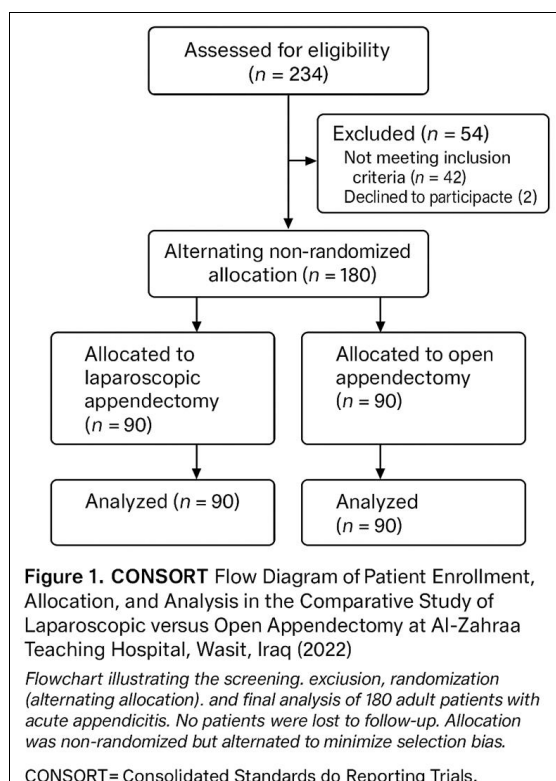 Assessed for eligibility
(n = 234)
Excluded (n = 54)
Not meeting inclusion
criteria (n = 42)
Declined to participacte (2)
Alternating non-randomized
allocation (n = 180)
Allocated to
laparoscopic
appendectomy
(n = 90)
Allocated to open
appendectomy
(n = 90)
Analyzed (n = 90)
Analyzed
(n = 90)
Figure 1. CONSORT Flow Diagram of Patient Enrollment,
Allocation, and Analysis in the Comparative Study of
Laparoscopic versus Open Appendectomy at Al-Zahraa
Teaching Hospital, Wasit, Iraq (2022)
Flowchart illustrating the screening. exciusion, randomization
(alternating allocation). and final analysis of 180 adult patients with
acute appendicitis. No patients were lost to follow-up. Allocation
was non-randomized but alternated to minimize selection bias.
CONSORT= Consolidated Standards do Reporting Trials.